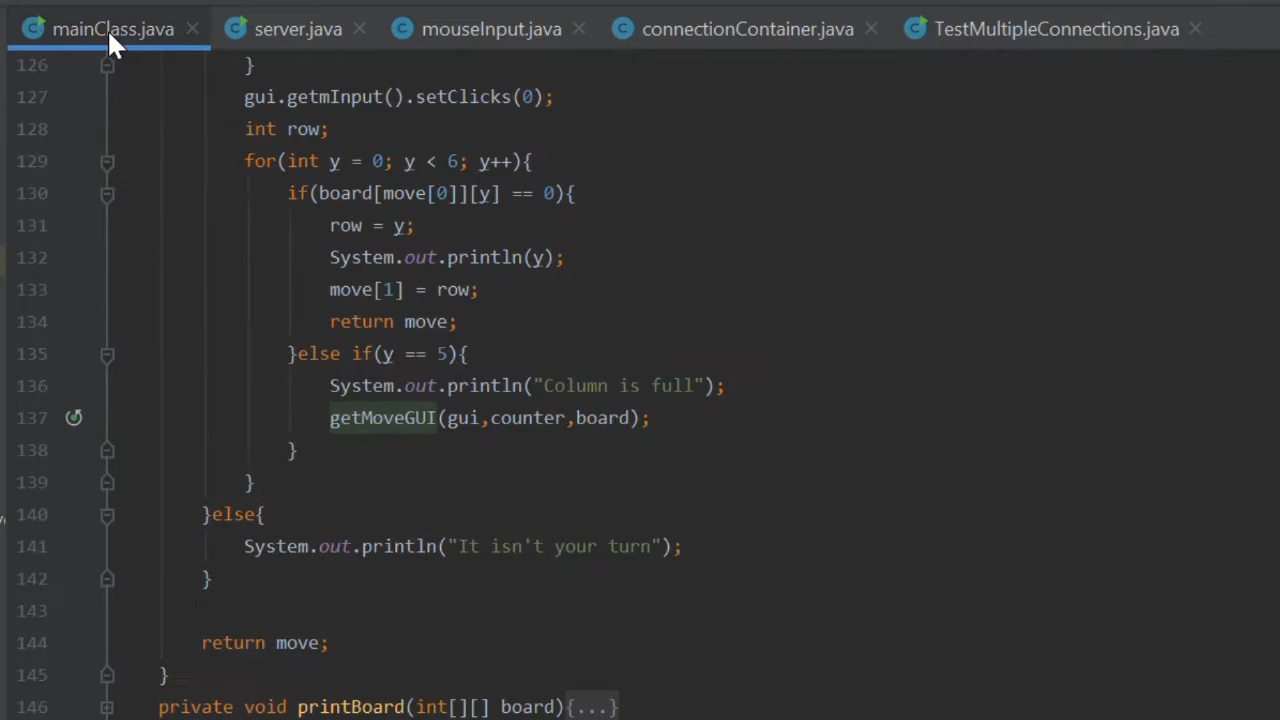 mainClass.java server.java mouseInput.java connectionContainer.java TestMultipleConnections.java
126 }
127 gui.getmInput().setClicks(0);
128 int row;
129 for(int y = 0; y < 6; y++){
130 if(board[move[0]][y] == 0){
131 row = y;
132 System.out.println(y);
133 move[1] = row;
134 return move;
135 }else if(y == 5){
136 System.out.println("Column is full");
137 getMoveGUI(gui,counter,board);
138 }
139 }
140 }else{
141 System.out.println("It isn't your turn");
142 }
143
144 return move;
145 }
146 private void printBoard(int[][] board){...}